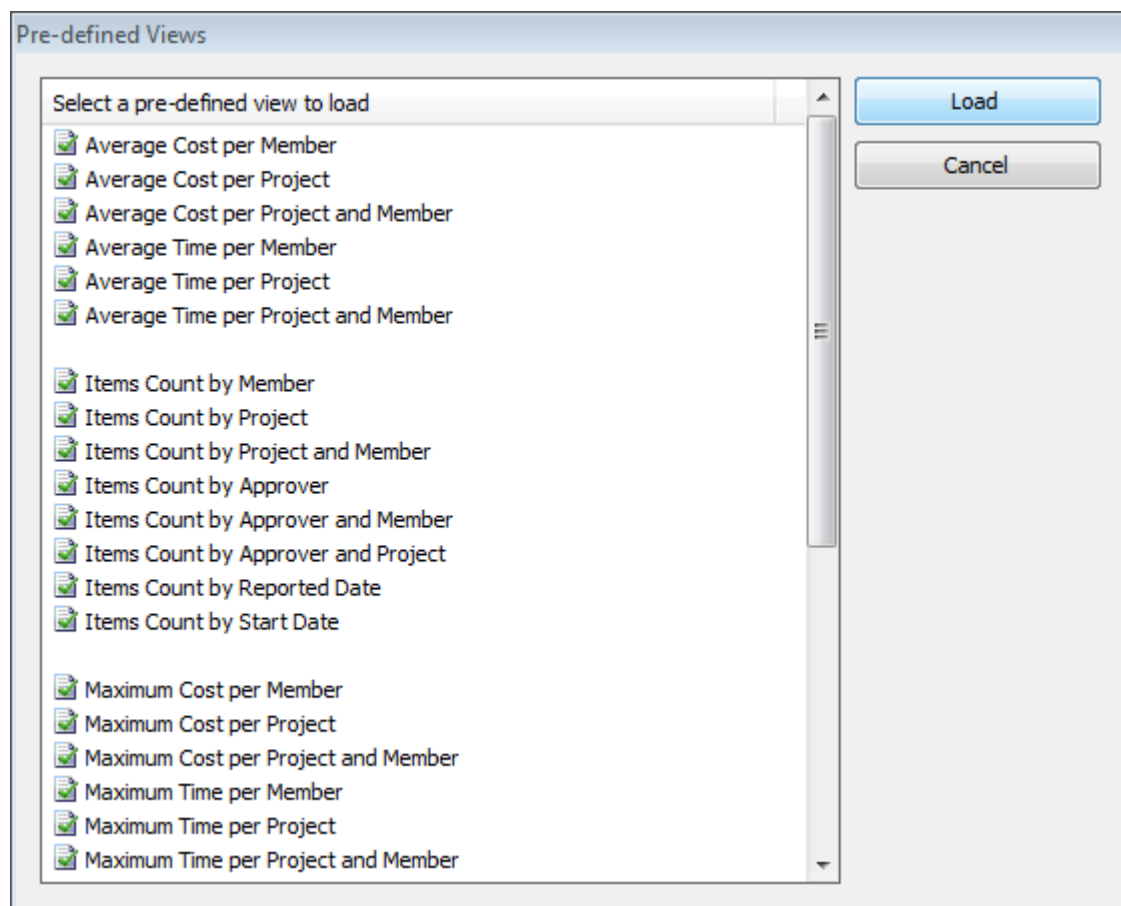 Pre-defined Views
Select a pre-defined view to load
Load
Cancel
Average Cost per Member
Average Cost per Project
Average Cost per Project and Member
Average Time per Member
Average Time per Project
Average Time per Project and Member
Items Count by Member
Items Count by Project
Items Count by Project and Member
Items Count by Approver
Items Count by Approver and Member
Items Count by Approver and Project
Items Count by Reported Date
Items Count by Start Date
Maximum Cost per Member
Maximum Cost per Project
Maximum Cost per Project and Member
Maximum Time per Member
Maximum Time per Project
Maximum Time per Project and Member